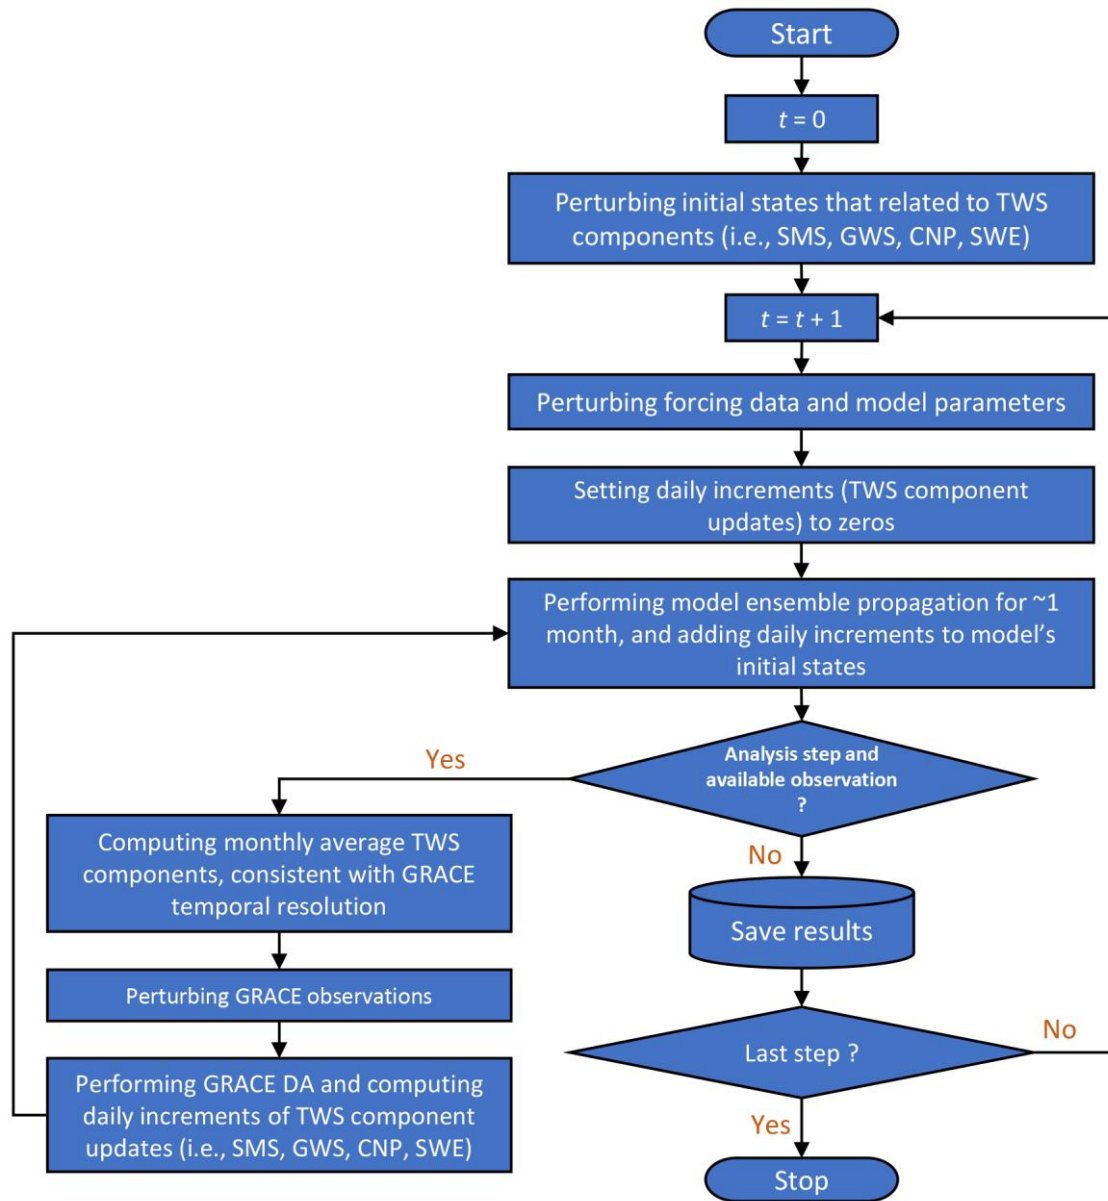 Start
t = 0
Perturbing initial states that related to TWS
components (i.e., SMS, GWS, CNP, SWE)
t = t + 1
Perturbing forcing data and model parameters
Setting daily increments (TWS component
updates) to zeros
Performing model ensemble propagation for ~1
month, and adding daily increments to model’s
initial states
Analysis step and
available observation
?
Yes
Computing monthly average TWS
components, consistent with GRACE
temporal resolution
Perturbing GRACE observations
Performing GRACE DA and computing
daily increments of TWS component
updates (i.e., SMS, GWS, CNP, SWE)
No
Save results
Last step ?
No
Yes
Stop